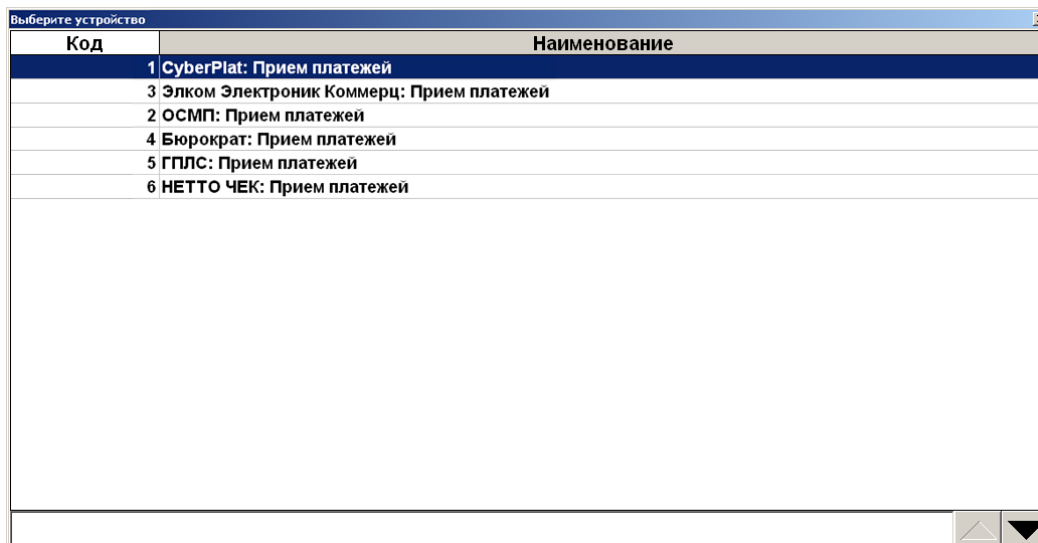 Выберите устройство
Код Наименование
1 CyberPlat: Прием платежей
3 Элком Электроник Коммерц: Прием платежей
2 ОСМП: Прием платежей
4 Бюрократ: Прием платежей
5 ГПЛС: Прием платежей
6 НЕТТО ЧЕК: Прием платежей